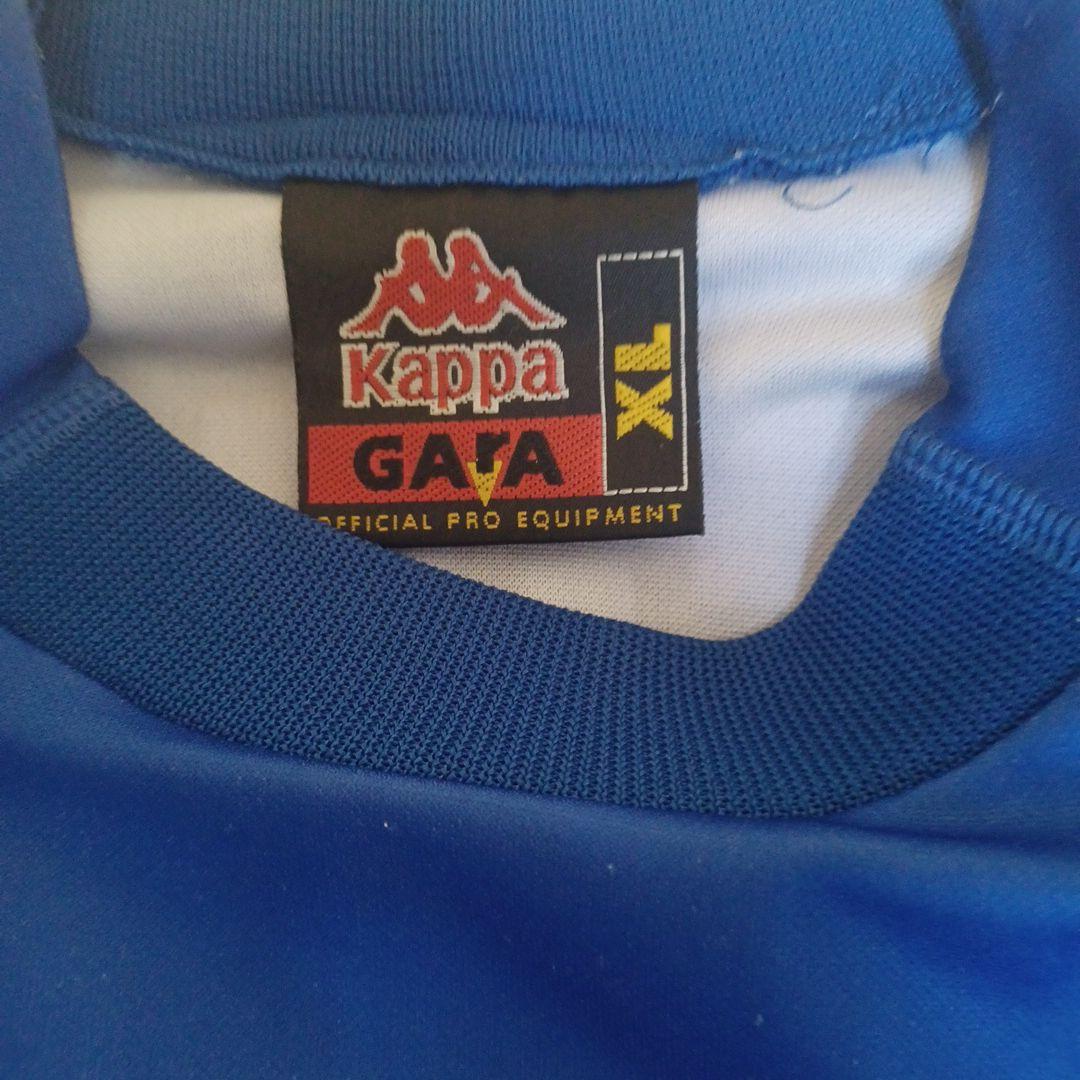 Kappa
GArA
OFFICIAL PRO EQUIPMENT
XL